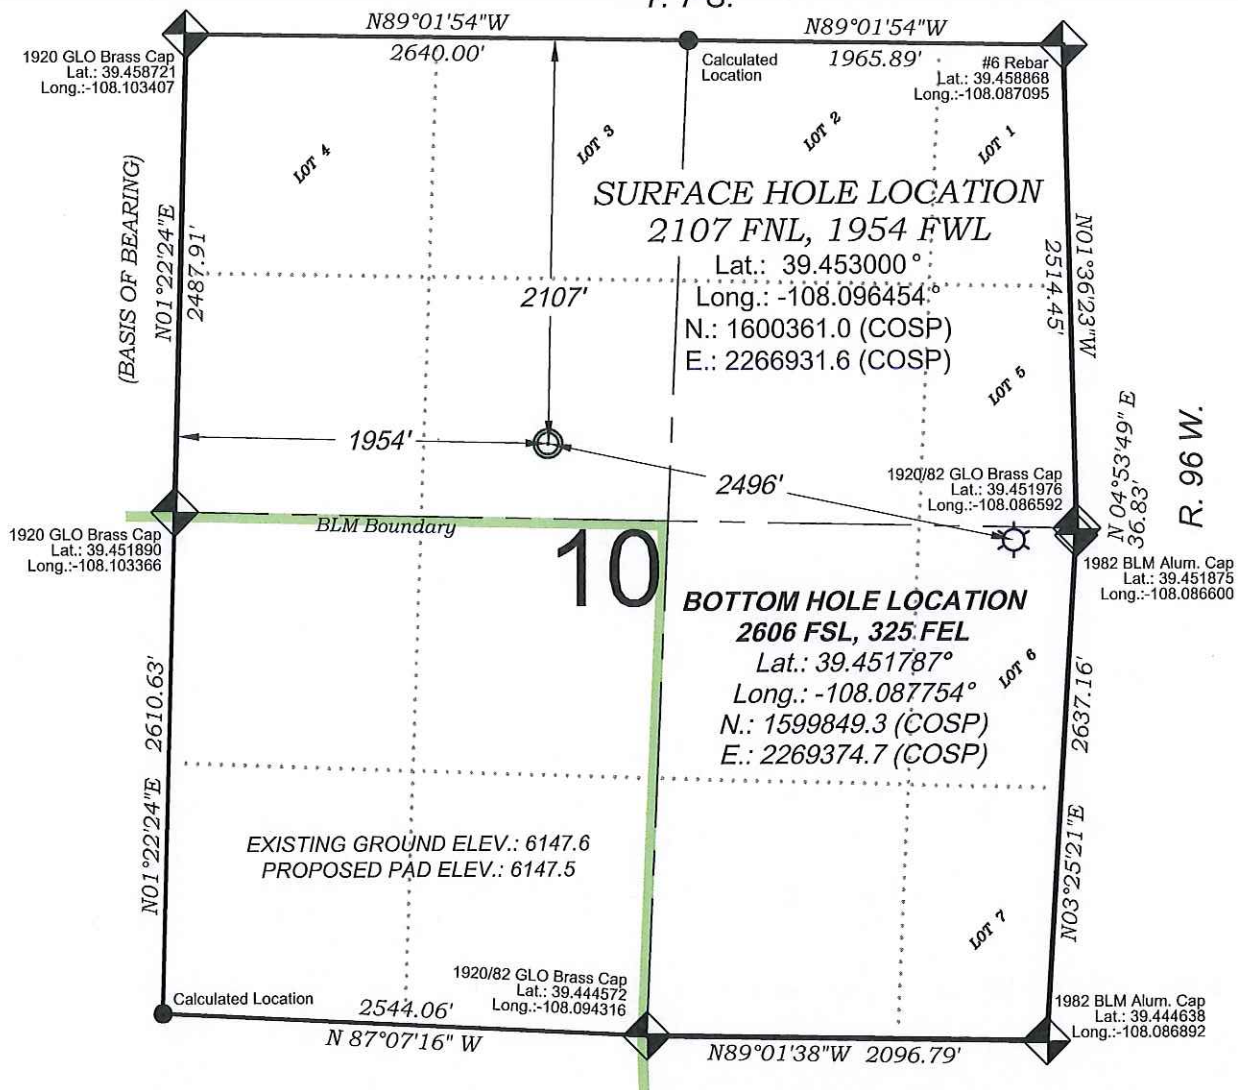 T. 7 S.
N89°01'54"W
2640.00'
N89°01'54"W
1965.89'
1920 GLO Brass Cap
Lat.: 39.458721
Long.:-108.103407
Calculated
Location
#6 Rebar
Lat.: 39.458868
Long.:-108.087095
LOT 4
LOT 3
LOT 2
LOT 1
SURFACE HOLE LOCATION
2107 FNL, 1954 FWL
Lat.: 39.453000°
Long.: -108.096454°
N.: 1600361.0 (COSP)
E.: 2266931.6 (COSP)
(BASIS OF BEARING)
N01°22'24"E
2487.91'
2107'
N01°36'23"W
2514.45'
LOT 5
1954'
2496'
1920/82 GLO Brass Cap
Lat.: 39.451976
Long.:-108.086592
N 04°53'49" E
36.83'
R. 96 W.
BLM Boundary
1920 GLO Brass Cap
Lat.: 39.451890
Long.:-108.103366
10
1982 BLM Alum. Cap
Lat.: 39.451875
Long.:-108.086600
BOTTOM HOLE LOCATION
2606 FSL, 325 FEL
Lat.: 39.451787°
Long.: -108.087754°
N.: 1599849.3 (COSP)
E.: 2269374.7 (COSP)
LOT 6
2610.63'
N01°22'24"E
2637.16'
N03°25'21"E
EXISTING GROUND ELEV.: 6147.6
PROPOSED PAD ELEV.: 6147.5
LOT 7
1920/82 GLO Brass Cap
Lat.: 39.444572
Long.:-108.094316
Calculated Location
2544.06'
N 87°07'16" W
1982 BLM Alum. Cap
Lat.: 39.444638
Long.:-108.086892
N89°01'38"W 2096.79'